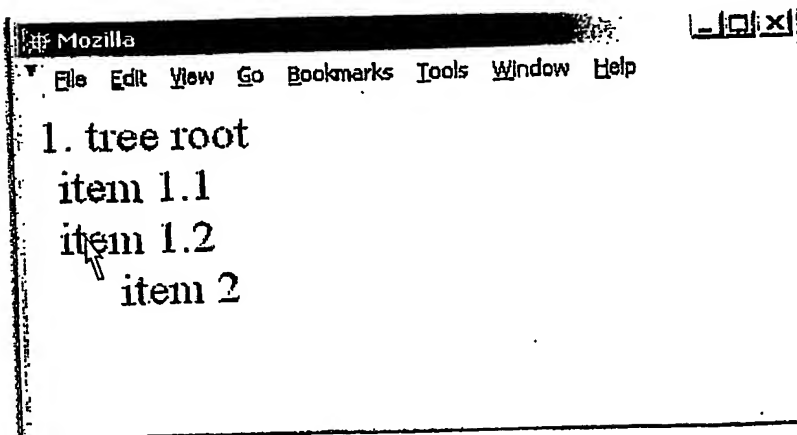 Mozilla
File Edit View Go Bookmarks Tools Window Help
1. tree root
item 1.1
item 1.2
item 2